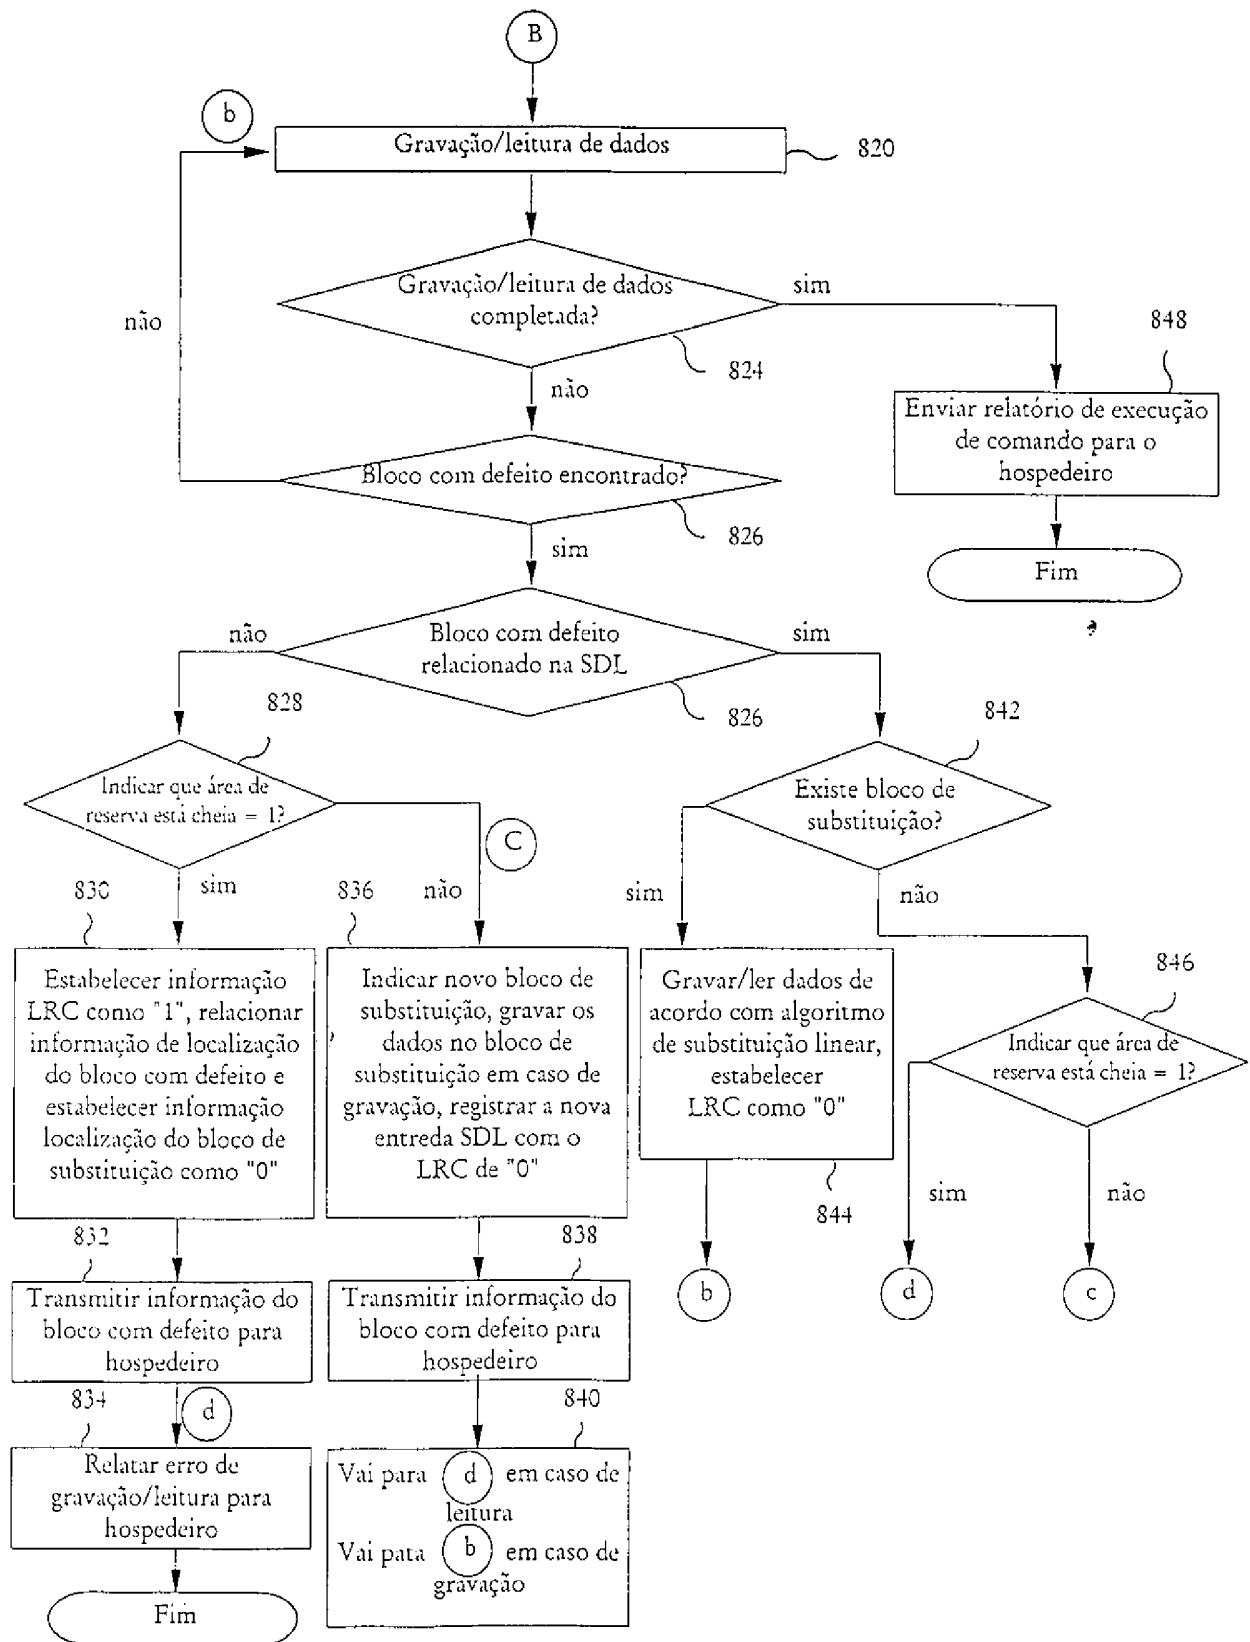 B
b
Gravação/leitura de dados
820
Gravação/leitura de dados
completada?
sim
não
824
848
não
Enviar relatório de execução
de comando para o
hospedeiro
Bloco com defeito encontrado?
826
sim
Fim
não
Bloco com defeito
relacionado na SDL
sim
826
828
842
Indicar que área de
reserva está cheia = 1?
Existe bloco de
substituição?
C
830
sim
836
não
sim
não
Estabelecer informação
LRC como "1", relacionar
informação de localização
do bloco com defeito e
estabelecer informação
localização do bloco de
substituição como "0"
Indicar novo bloco de
substituição, gravar os
dados no bloco de
substituição em caso de
gravação, registrar a nova
entreda SDL com o
LRC de "0"
Gravar/ler dados de
acordo com algoritmo
de substituição linear,
estabelecer
LRC como "0"
846
Indicar que área de
reserva está cheia = 1?
844
sim
não
832
838
Transmitir informação do
bloco com defeito para
hospedeiro
Transmitir informação do
bloco com defeito para
hospedeiro
b
d
c
834
d
840
Relatar erro de
gravação/leitura para
hospedeiro
Vai para d em caso de
leitura
Vai pata b em caso de
gravação
Fim